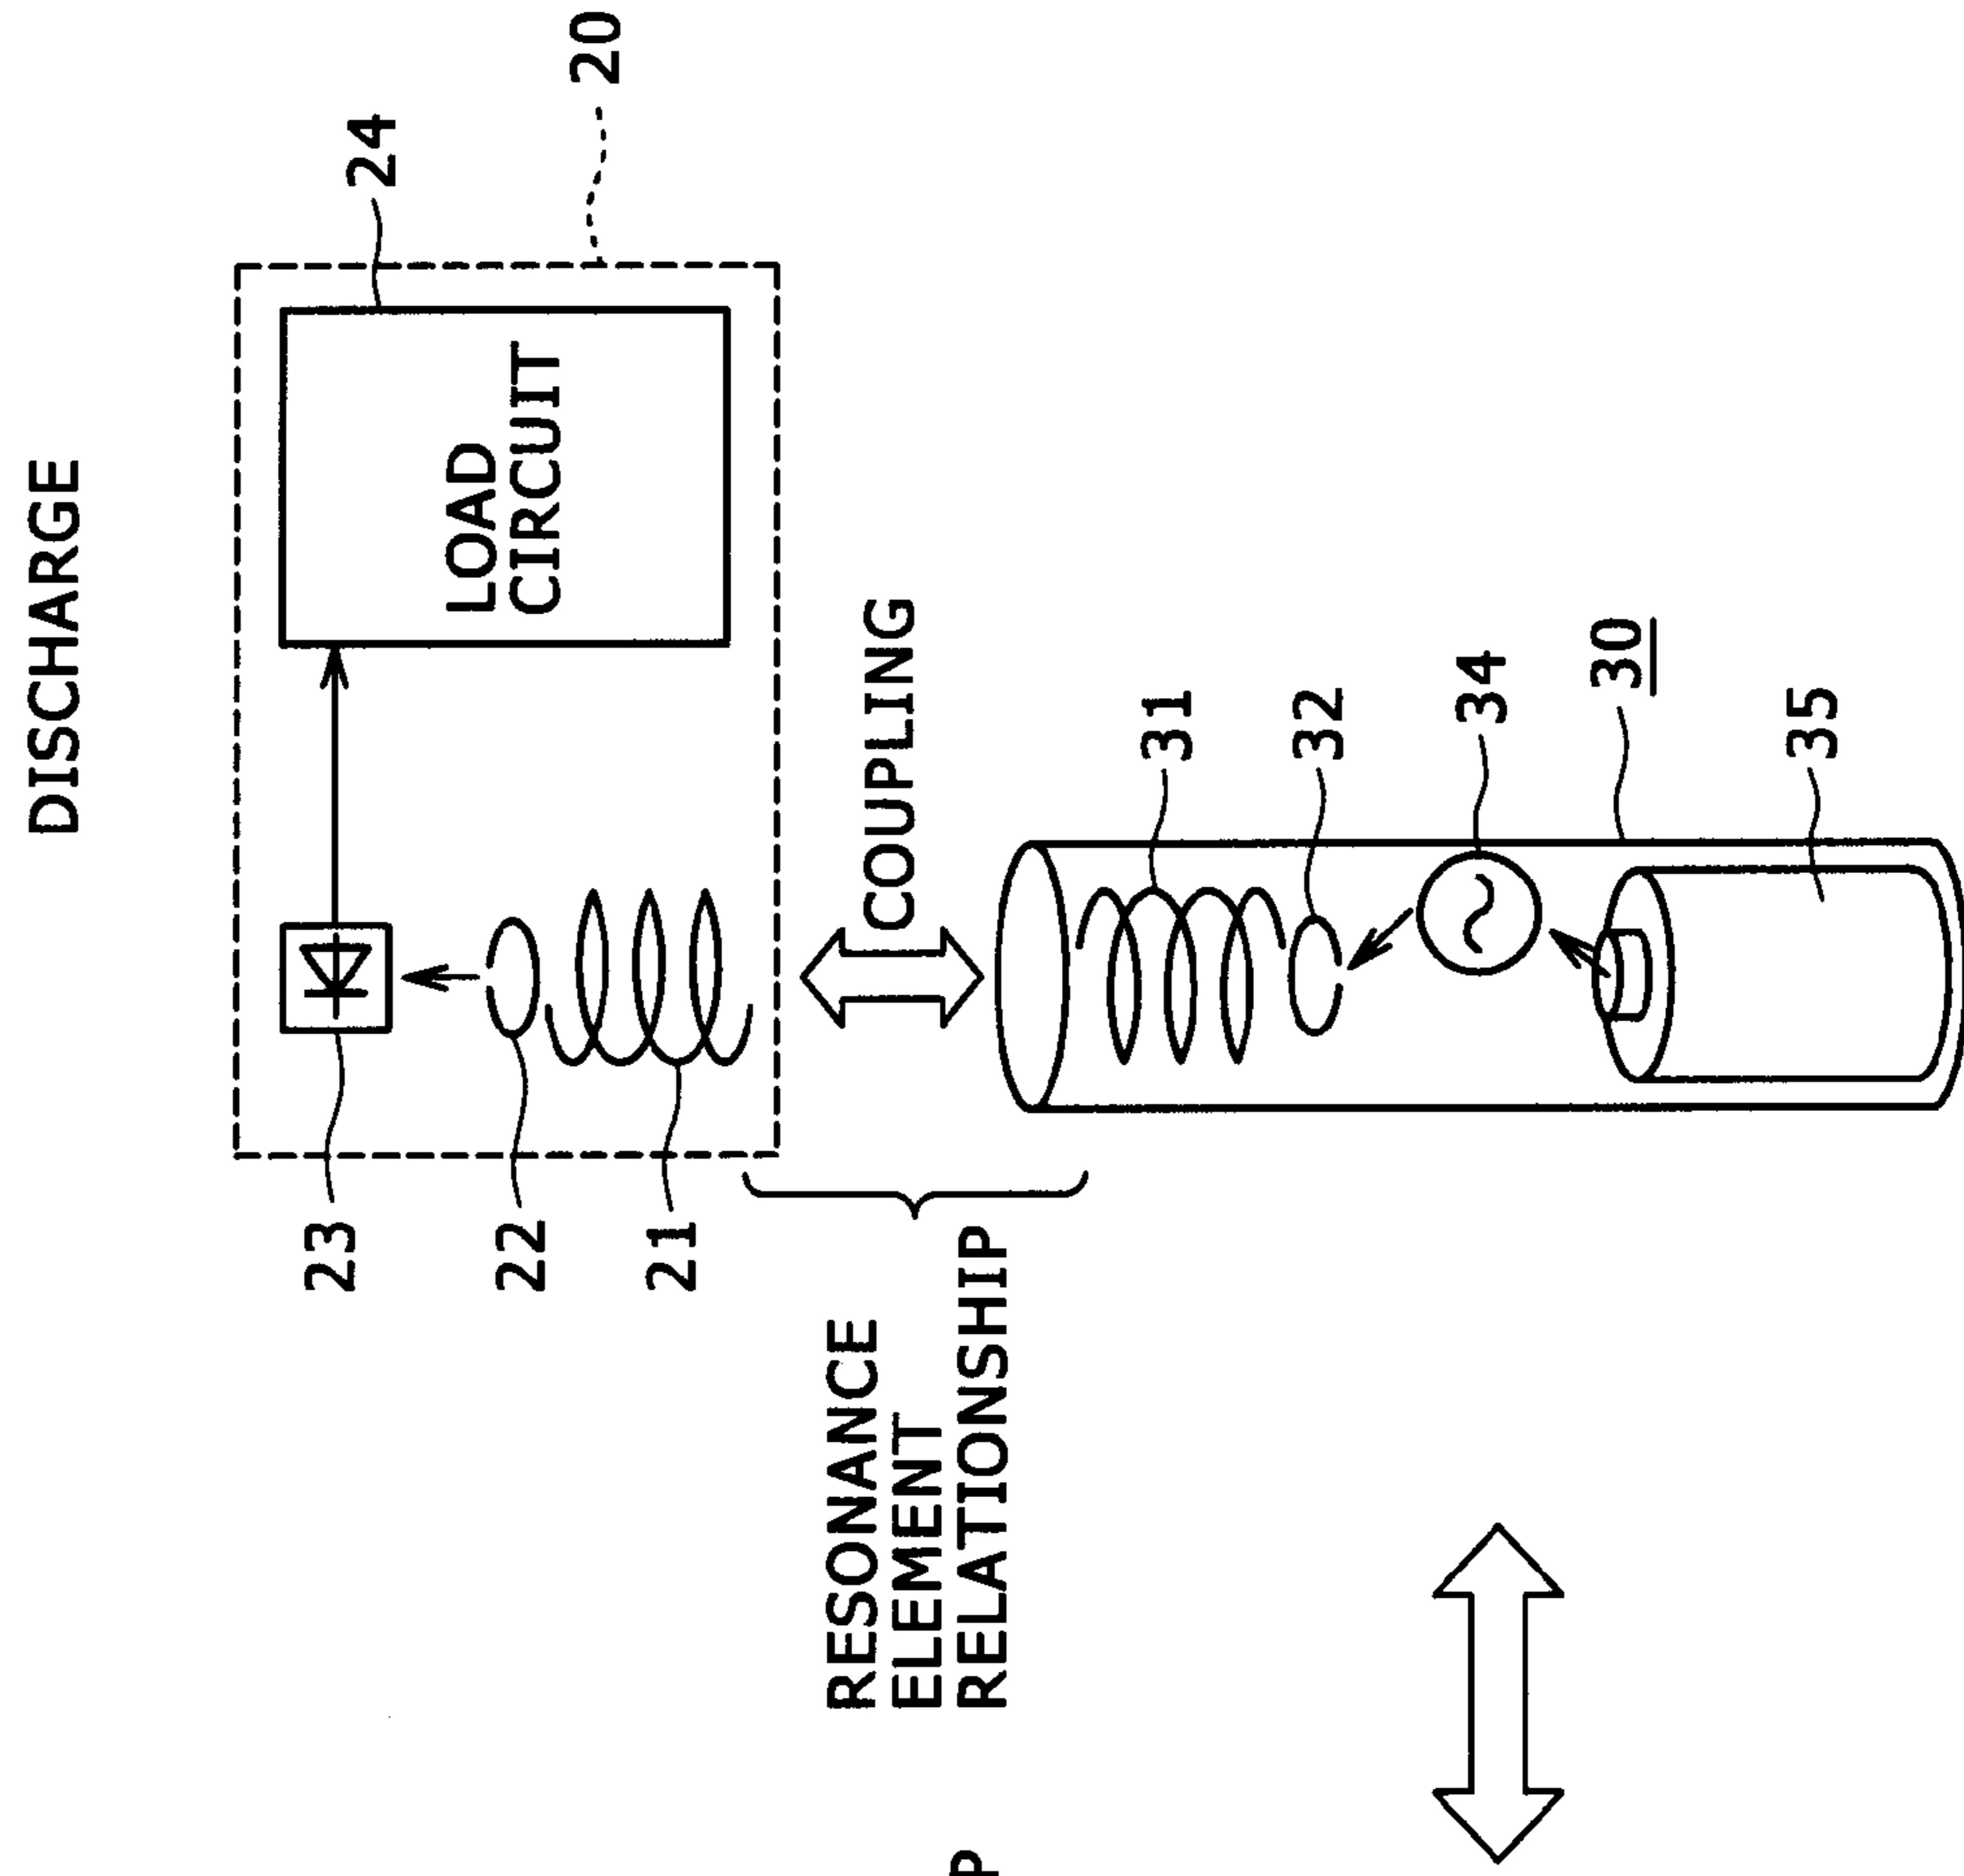 DISCHARGE
20
24
LOAD
CIRCUIT
23
22
21
COUPLING
RESONANCE
ELEMENT
RELATIONSHIP
31
32
34
30
35
P